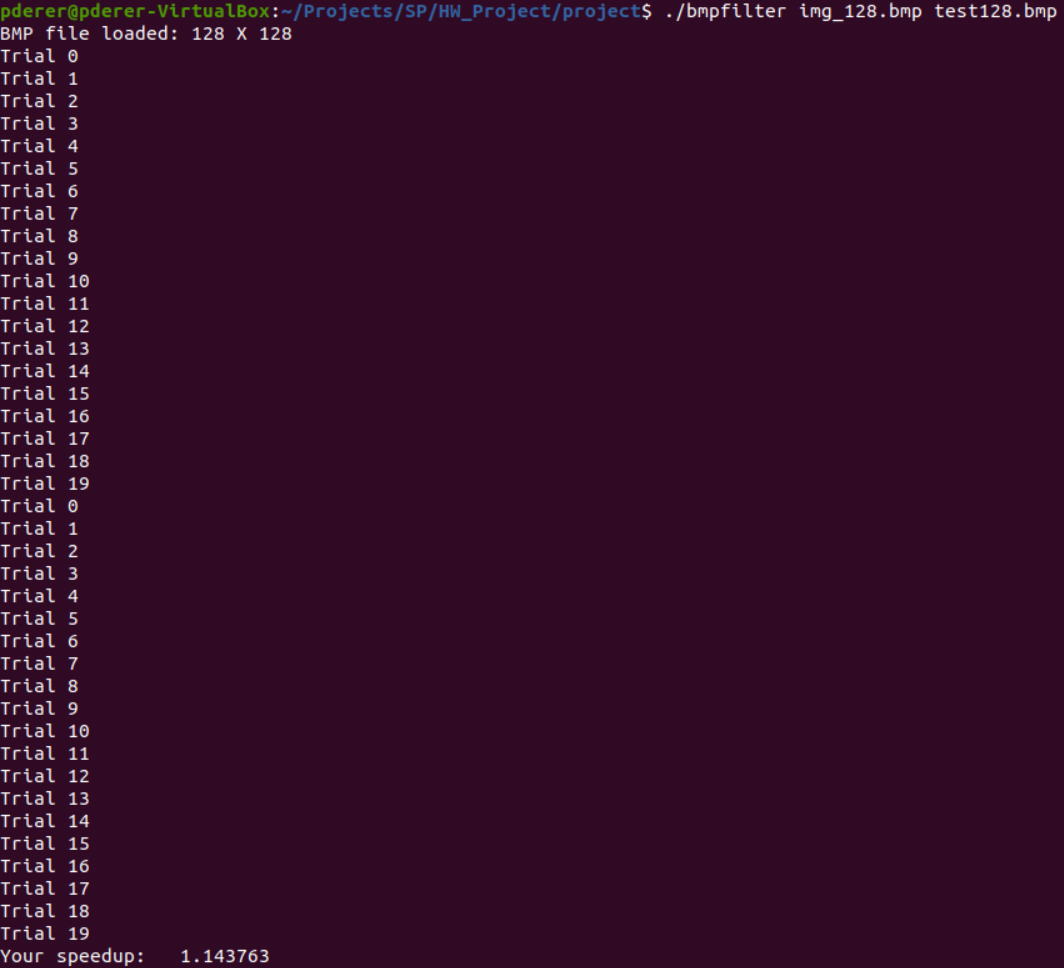 pderer@pderer-VirtualBox:~/Projects/SP/HW_Project/project$ ./bmpfilter img_128.bmp test128.bmp
BMP file loaded: 128 X 128
Trial 0
Trial 1
Trial 2
Trial 3
Trial 4
Trial 5
Trial 6
Trial 7
Trial 8
Trial 9
Trial 10
Trial 11
Trial 12
Trial 13
Trial 14
Trial 15
Trial 16
Trial 17
Trial 18
Trial 19
Trial 0
Trial 1
Trial 2
Trial 3
Trial 4
Trial 5
Trial 6
Trial 7
Trial 8
Trial 9
Trial 10
Trial 11
Trial 12
Trial 13
Trial 14
Trial 15
Trial 16
Trial 17
Trial 18
Trial 19
Your speedup:   1.143763